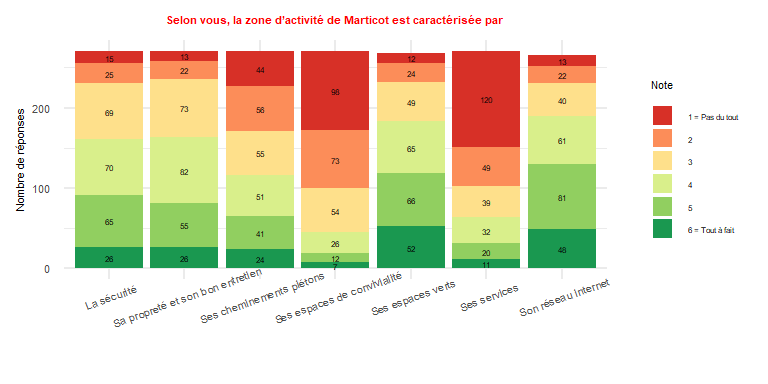 Selon vous, la zone d'activité de Marticot est caractérisée par
Nombre de réponses
200
100
0
15 13 44 98 12 120 13
25 22 56 73 24 49 22
69 73 55 54 49 39 40
70 82 51 26 65 32 61
65 55 41 12 66 20 81
26 26 24 7 52 11 48
La sécurité
Sa propreté et son bon entretien
Ses cheminements piétons
Ses espaces de convivialité
Ses espaces verts
Ses services
Son réseau internet
Note
1 = Pas du tout
2
3
4
5
6 = Tout à fait